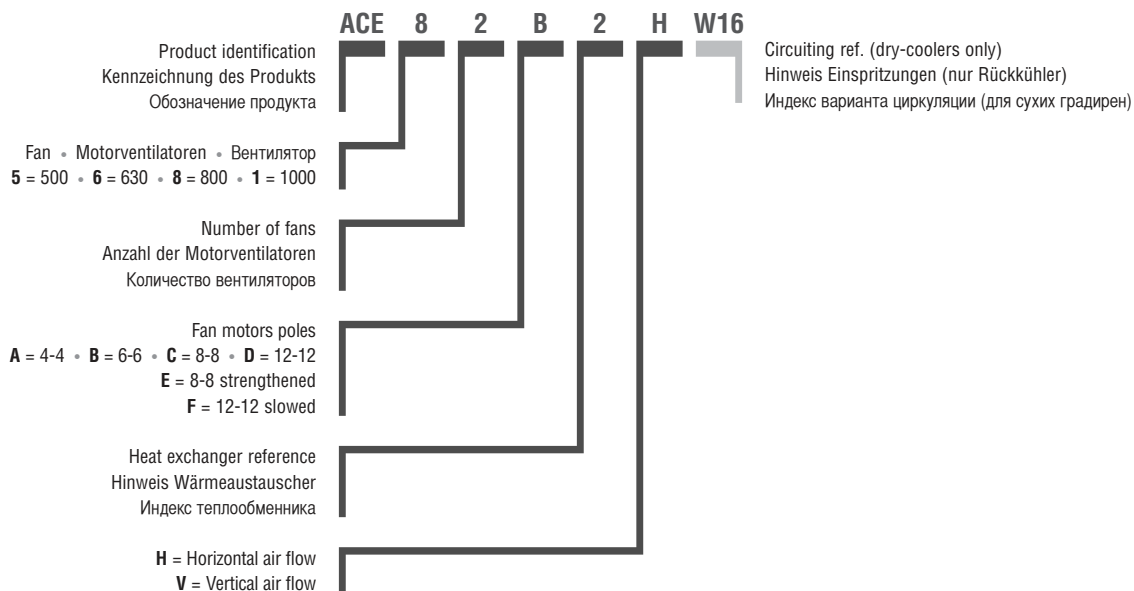 ACE 8 2 B 2 H W16
Product identification
Kennzeichnung des Produkts
Обозначение продукта
Circuiting ref. (dry-coolers only)
Hinweis Einspritzungen (nur Rückkühler)
Индекс варианта циркуляции (для сухих градирен)
Fan • Motorventilatoren • Вентилятор
5 = 500 • 6 = 630 • 8 = 800 • 1 = 1000
Number of fans
Anzahl der Motorventilatoren
Количество вентиляторов
Fan motors poles
A = 4-4 • B = 6-6 • C = 8-8 • D = 12-12
E = 8-8 strengthened
F = 12-12 slowed
Heat exchanger reference
Hinweis Wärmeaustauscher
Индекс теплообменника
H = Horizontal air flow
V = Vertical air flow